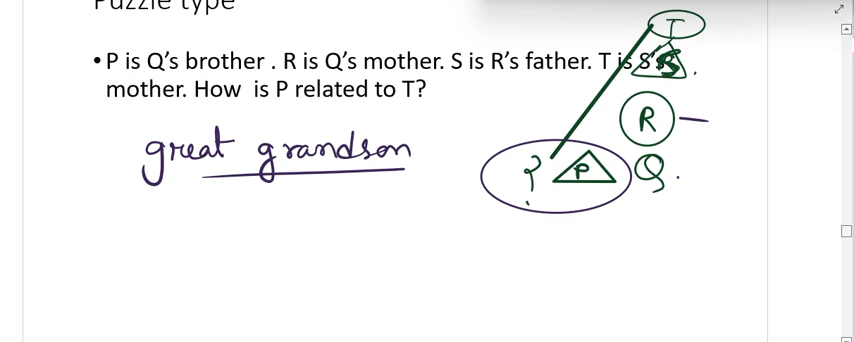 Puzzle type
• P is Q's brother . R is Q's mother. S is R's father. T is S's
mother. How is P related to T?
great grandson
T
S
R
? P Q